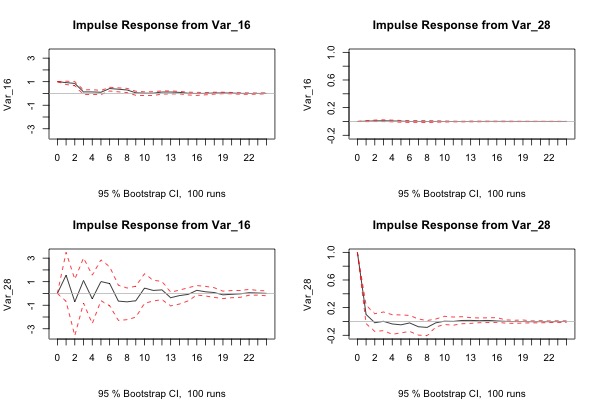 Impulse Response from Var_16
Var_16
3
1
-1
-3
0 2 4 6 8 10 13 16 19 22
95 % Bootstrap CI, 100 runs
Impulse Response from Var_28
Var_16
1.0
0.6
0.2
-0.2
0 2 4 6 8 10 13 16 19 22
95 % Bootstrap CI, 100 runs
Impulse Response from Var_16
Var_28
3
1
-1
-3
0 2 4 6 8 10 13 16 19 22
95 % Bootstrap CI, 100 runs
Impulse Response from Var_28
Var_28
1.0
0.6
0.2
-0.2
0 2 4 6 8 10 13 16 19 22
95 % Bootstrap CI, 100 runs